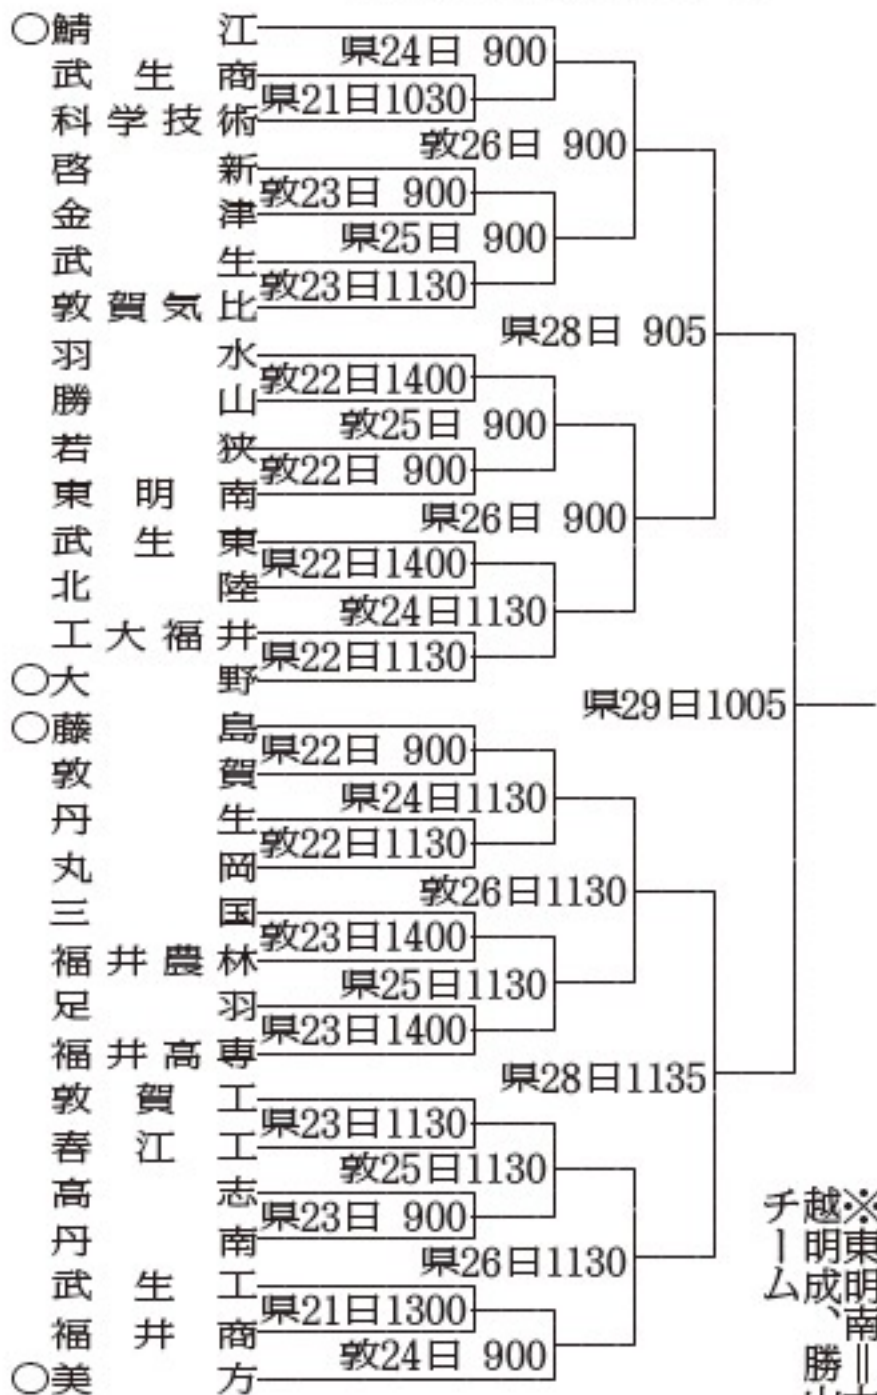 ○鯖江
県24日 900
武生商
県21日1030
科学技術
敦26日 900
啓新
敦23日 900
金津
県25日 900
武生
敦23日1130
敦賀気比
県28日 905
羽水
敦22日1400
勝山
敦25日 900
若狭
敦22日 900
東明南
県26日 900
武生東
県22日1400
北陸
敦24日1130
工大福井
県22日1130
○大野
県29日1005
○藤島
県22日 900
敦賀
県24日1130
丹生
敦22日1130
丸岡
敦26日1130
三国
敦23日1400
福井農林
県25日1130
足羽
県23日1400
福井高専
県28日1135
敦賀工
県23日1130
春江工
敦25日1130
高志
県23日 900
丹南
県26日1130
武生工
県21日1300
福井商
敦24日 900
○美方
※東明南=
越明成、勝山
チーム